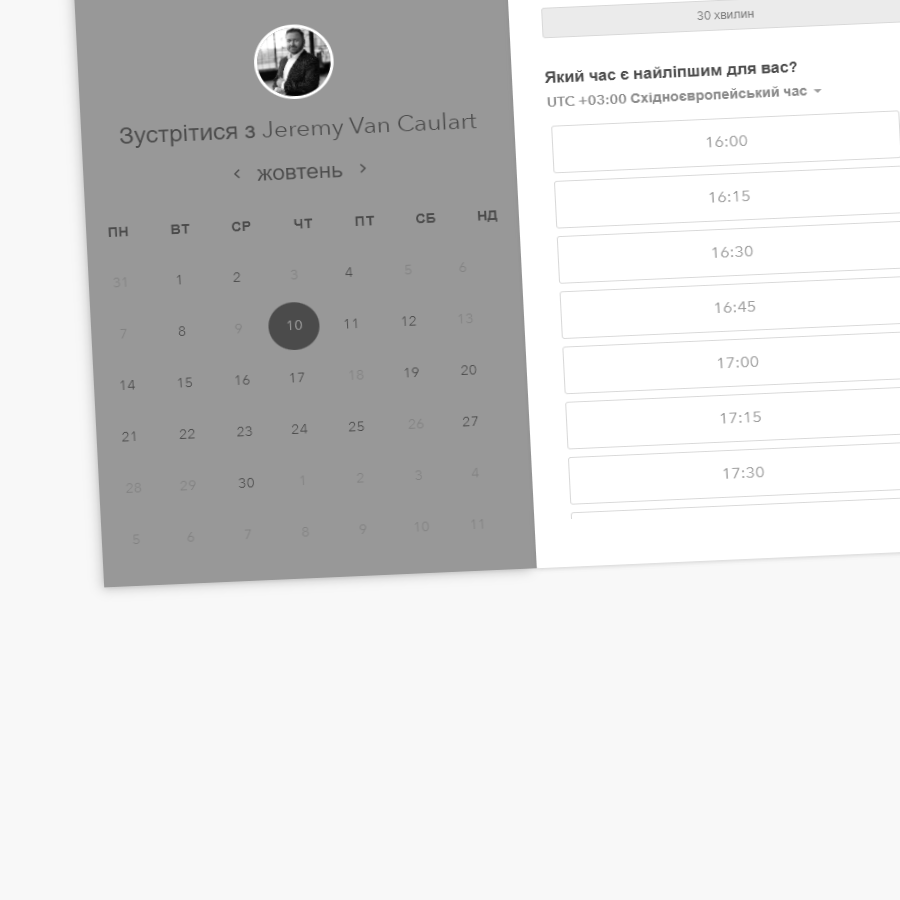 Зустрітися з Jeremy Van Caulart
‹ жовтень ›
ПН ВТ СР ЧТ ПТ СБ НД
31 1 2 3 4 5 6
7 8 9 10 11 12 13
14 15 16 17 18 19 20
21 22 23 24 25 26 27
28 29 30 1 2 3 4
5 6 7 8 9 10 11
30 хвилин
Який час є найліпшим для вас?
UTC +03:00 Східноєвропейський час
16:00
16:15
16:30
16:45
17:00
17:15
17:30